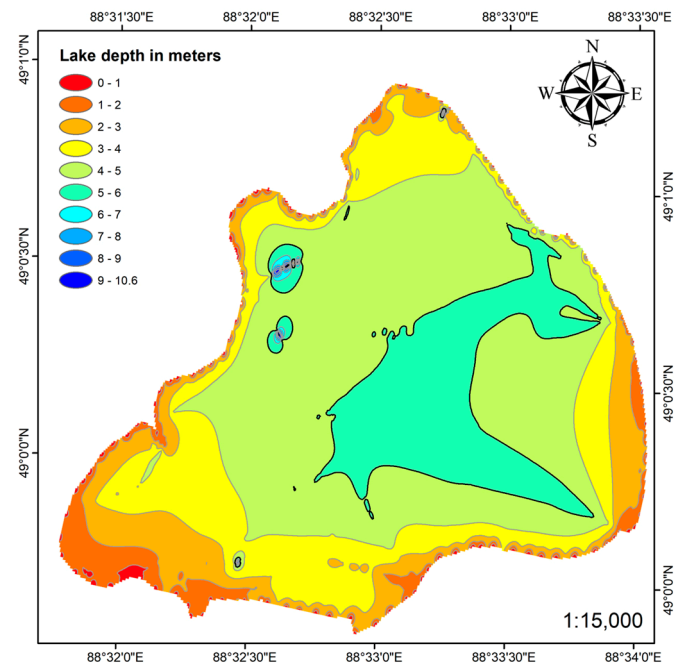 88°31'30"E 88°32'0"E 88°32'30"E 88°33'0"E 88°33'30"E
49°1'0"N
Lake depth in meters
0 - 1
1 - 2
2 - 3
3 - 4
4 - 5
5 - 6
6 - 7
7 - 8
8 - 9
9 - 10.6
N
W E
S
49°1'0"N
49°0'30"N
49°0'30"N
49°0'0"N
49°0'0"N
1:15,000
88°32'0"E 88°32'30"E 88°33'0"E 88°33'30"E 88°34'0"E